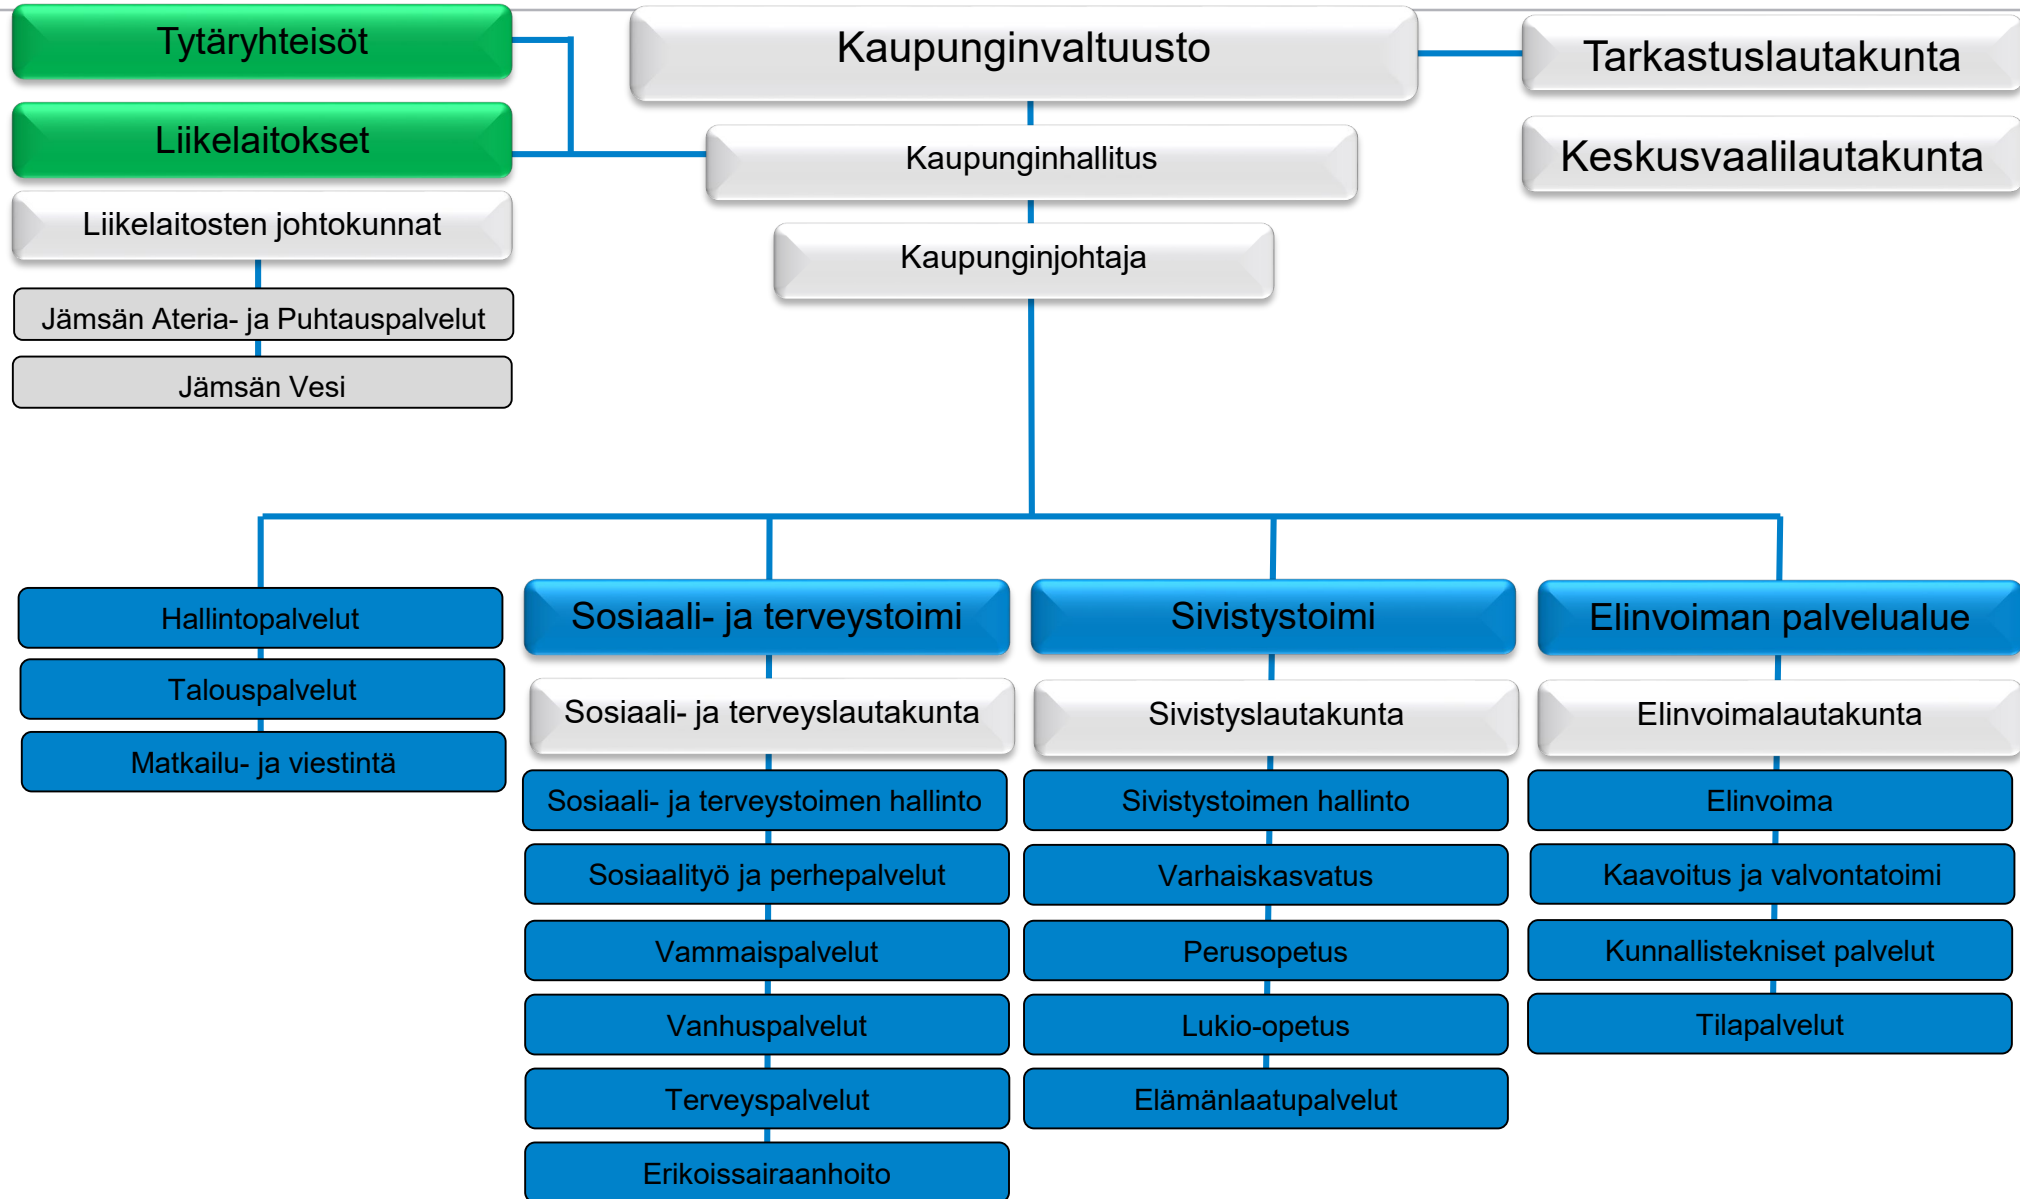 Tytäryhteisöt
Kaupunginvaltuusto
Tarkastuslautakunta
Liikelaitokset
Kaupunginhallitus
Keskusvaalilautakunta
Liikelaitosten johtokunnat
Kaupunginjohtaja
Jämsän Ateria- ja Puhtauspalvelut
Jämsän Vesi
Hallintopalvelut
Talouspalvelut
Matkailu- ja viestintä
Sosiaali- ja terveystoimi
Sosiaali- ja terveyslautakunta
Sosiaali- ja terveystoimen hallinto
Sosiaalityö ja perhepalvelut
Vammaispalvelut
Vanhuspalvelut
Terveyspalvelut
Erikoissairaanhoito
Sivistystoimi
Sivistyslautakunta
Sivistystoimen hallinto
Varhaiskasvatus
Perusopetus
Lukio-opetus
Elämänlaatupalvelut
Elinvoiman palvelualue
Elinvoimalautakunta
Elinvoima
Kaavoitus ja valvontatoimi
Kunnallistekniset palvelut
Tilapalvelut